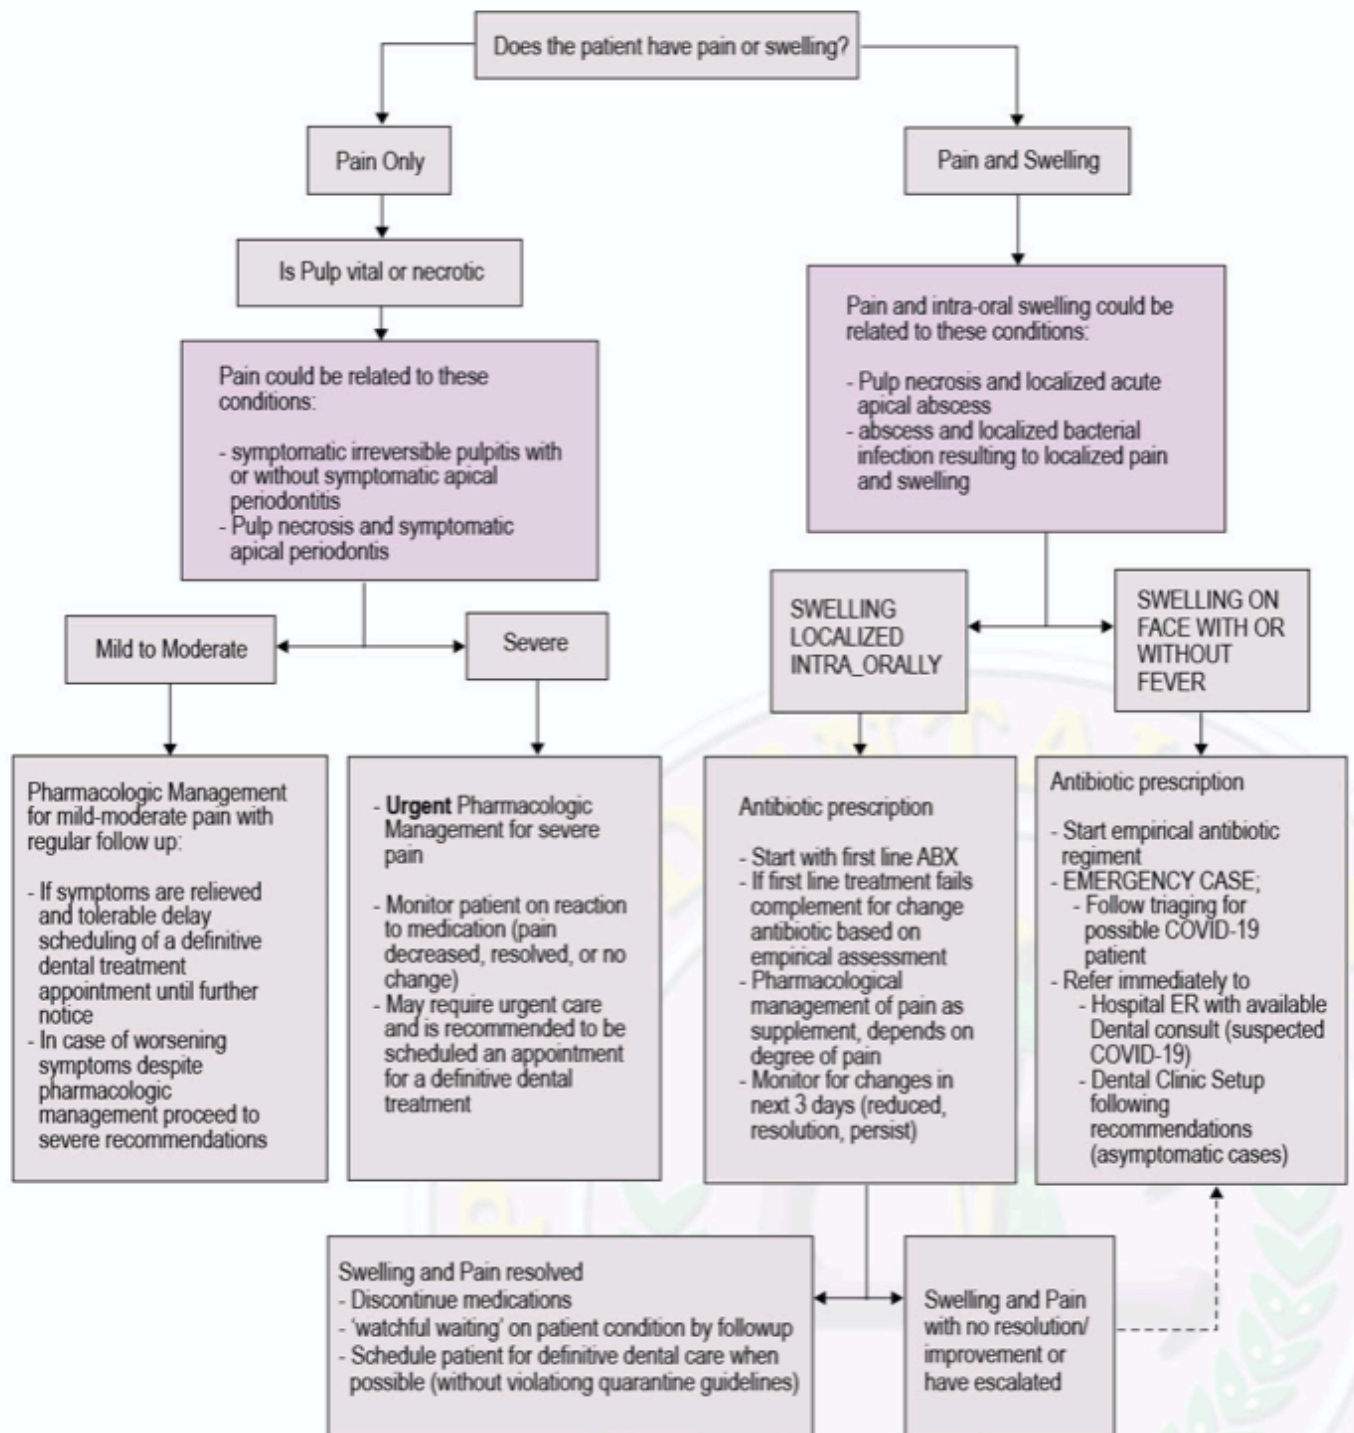 Does the patient have pain or swelling?
Pain Only
Pain and Swelling
Is Pulp vital or necrotic
Pain could be related to these
conditions:
- symptomatic irreversible pulpitis with
or without symptomatic apical
periodontitis
- Pulp necrosis and symptomatic
apical periodontis
Pain and intra-oral swelling could be
related to these conditions:
- Pulp necrosis and localized acute
apical abscess
- abscess and localized bacterial
infection resulting to localized pain
and swelling
Mild to Moderate
Severe
SWELLING
LOCALIZED
INTRA_ORALLY
SWELLING ON
FACE WITH OR
WITHOUT
FEVER
Pharmacologic Management
for mild-moderate pain with
regular follow up:
- If symptoms are relieved
and tolerable delay
scheduling of a definitive
dental treatment
appointment until further
notice
- In case of worsening
symptoms despite
pharmacologic
management proceed to
severe recommendations
- Urgent Pharmacologic
Management for severe
pain
- Monitor patient on reaction
to medication (pain
decreased, resolved, or no
change)
- May require urgent care
and is recommended to be
scheduled an appointment
for a definitive dental
treatment
Antibiotic prescription
- Start with first line ABX
- If first line treatment fails
complement for change
antibiotic based on
empirical assessment
- Pharmacological
management of pain as
supplement, depends on
degree of pain
- Monitor for changes in
next 3 days (reduced,
resolution, persist)
Antibiotic prescription
- Start empirical antibiotic
regiment
- EMERGENCY CASE;
- Follow triaging for
possible COVID-19
patient
- Refer immediately to
- Hospital ER with available
Dental consult (suspected
COVID-19)
- Dental Clinic Setup
following
recommendations
(asymptomatic cases)
Swelling and Pain resolved
- Discontinue medications
- 'watchful waiting' on patient condition by followup
- Schedule patient for definitive dental care when
possible (without violationg quarantine guidelines)
Swelling and Pain
with no resolution/
improvement or
have escalated